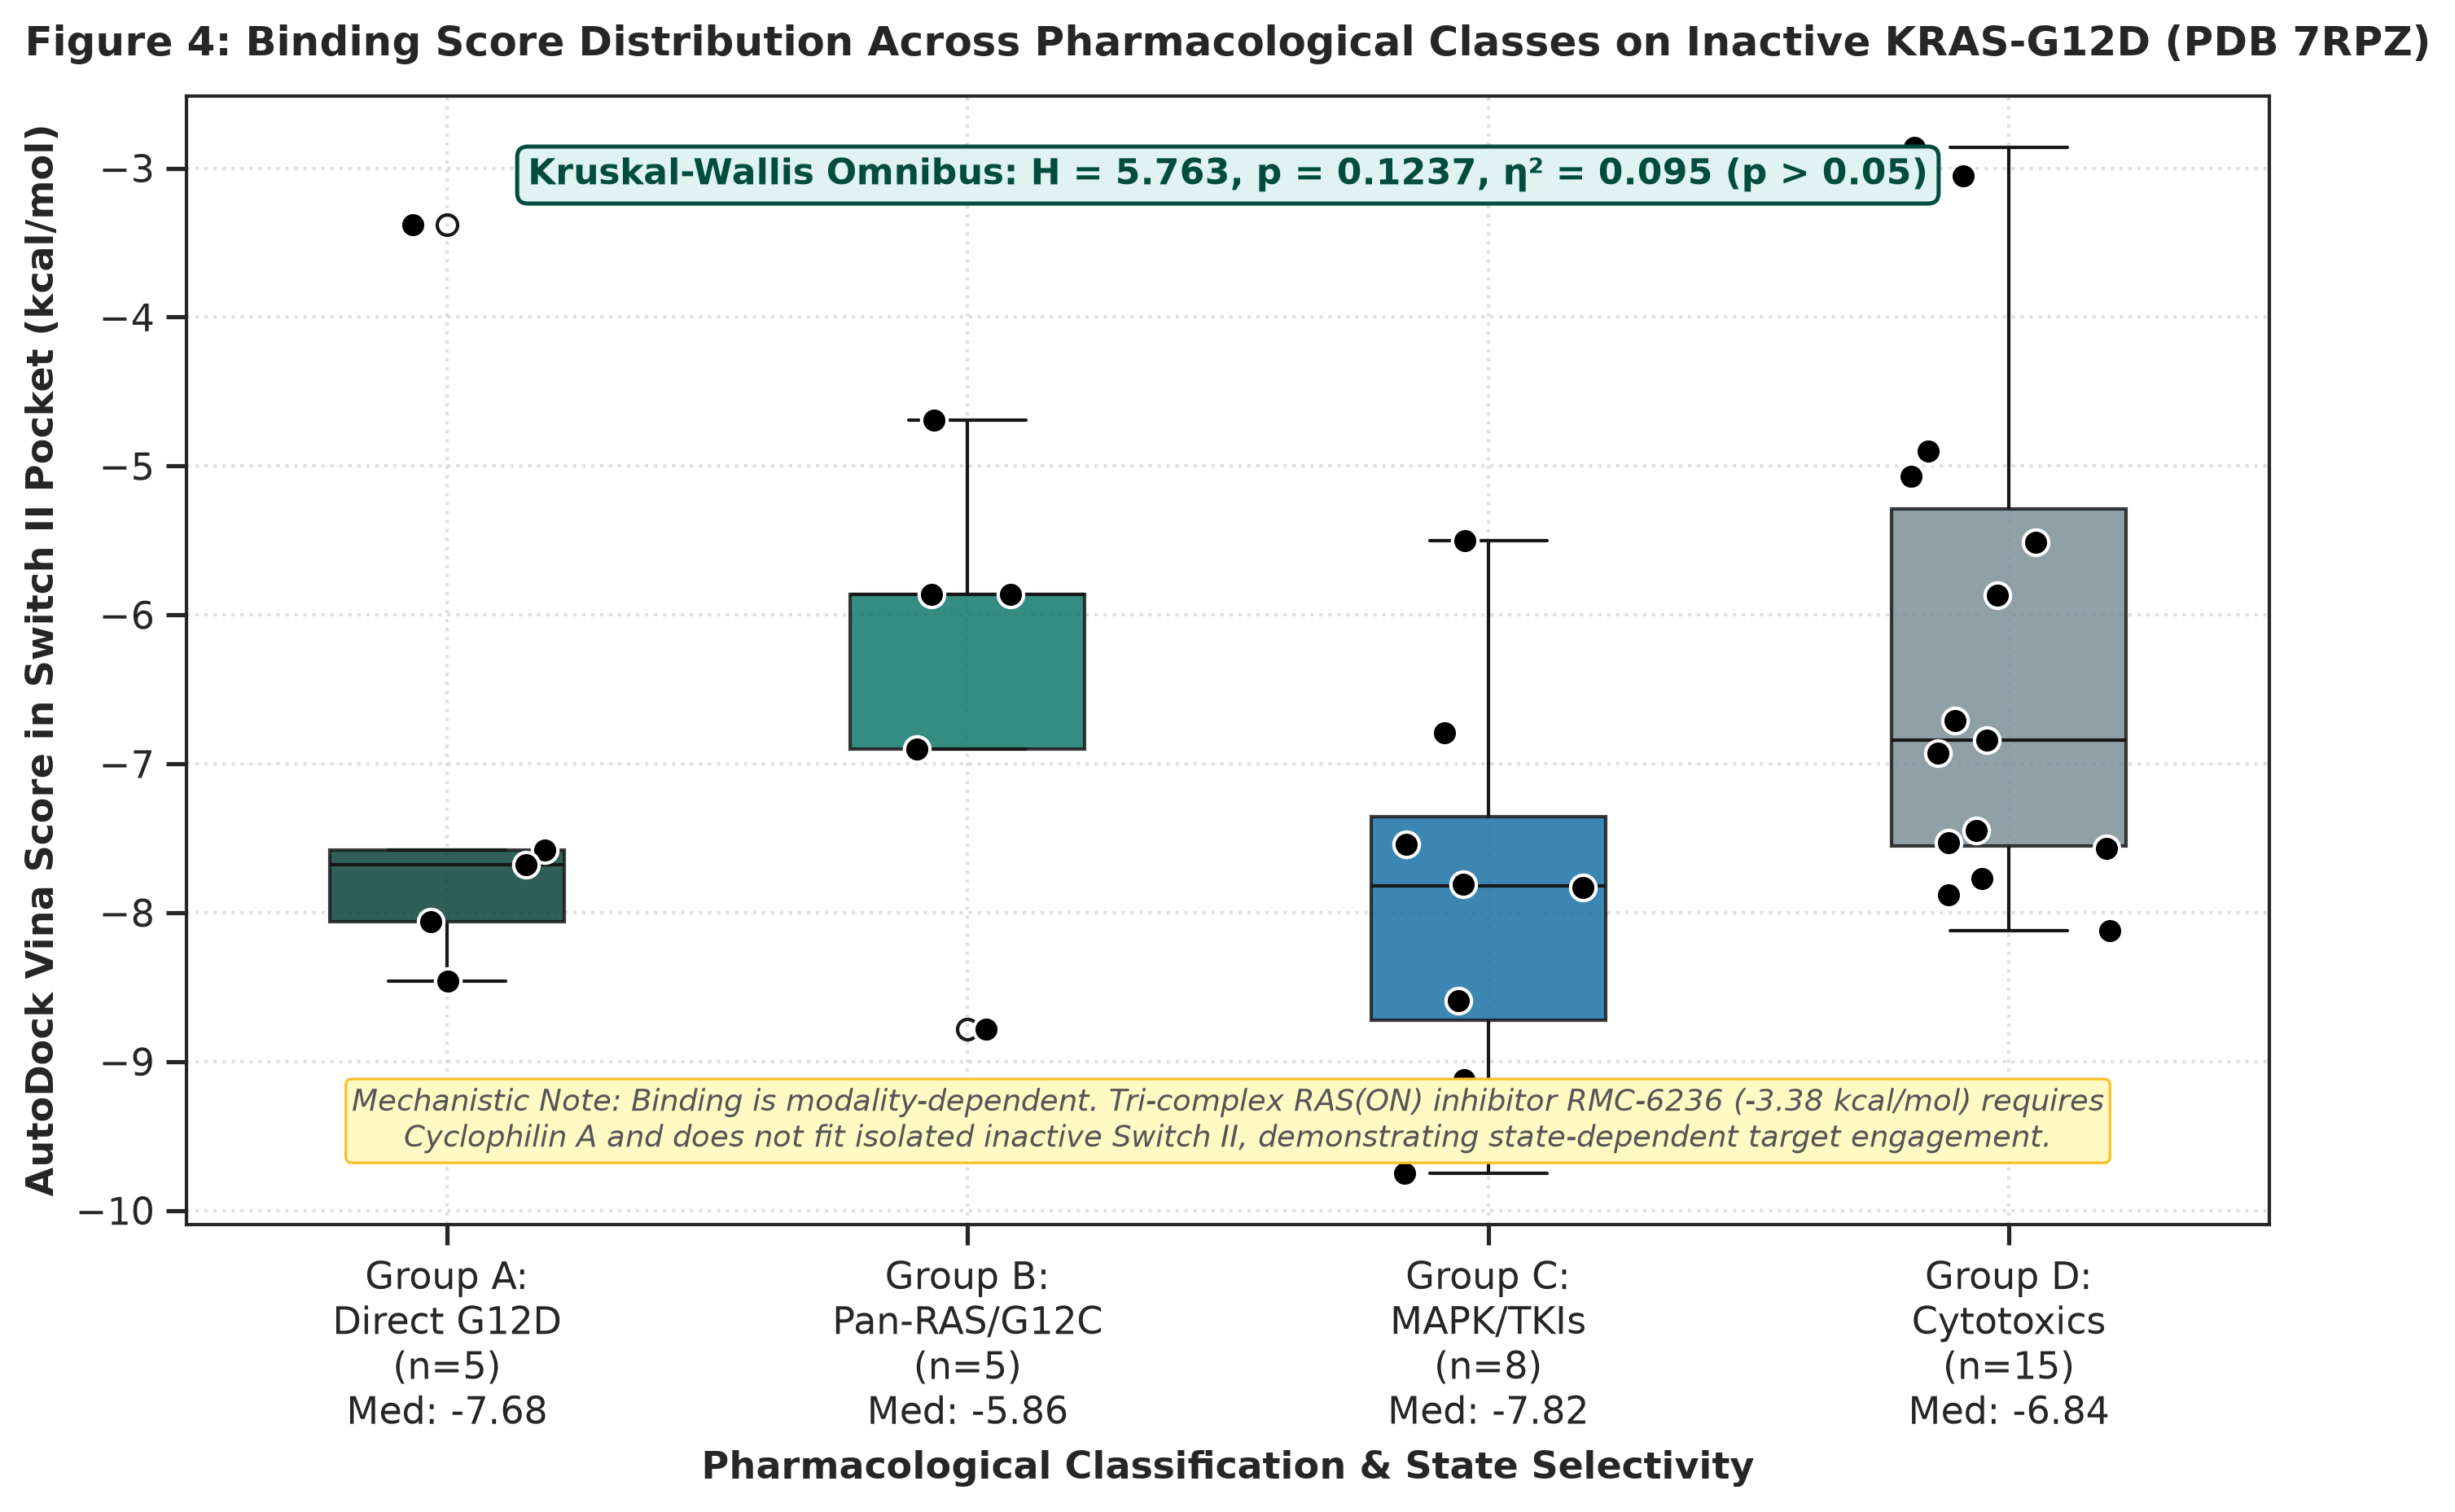 Figure 4: Binding Score Distribution Across Pharmacological Classes on Inactive KRAS-G12D (PDB 7RPZ)
AutoDock Vina Score in Switch II Pocket (kcal/mol)
−3
−4
−5
−6
−7
−8
−9
−10
Kruskal-Wallis Omnibus: H = 5.763, p = 0.1237, η² = 0.095 (p > 0.05)
Mechanistic Note: Binding is modality-dependent. Tri-complex RAS(ON) inhibitor RMC-6236 (-3.38 kcal/mol) requires
Cyclophilin A and does not fit isolated inactive Switch II, demonstrating state-dependent target engagement.
Group A:
Direct G12D
(n=5)
Med: -7.68
Group B:
Pan-RAS/G12C
(n=5)
Med: -5.86
Group C:
MAPK/TKIs
(n=8)
Med: -7.82
Group D:
Cytotoxics
(n=15)
Med: -6.84
Pharmacological Classification & State Selectivity